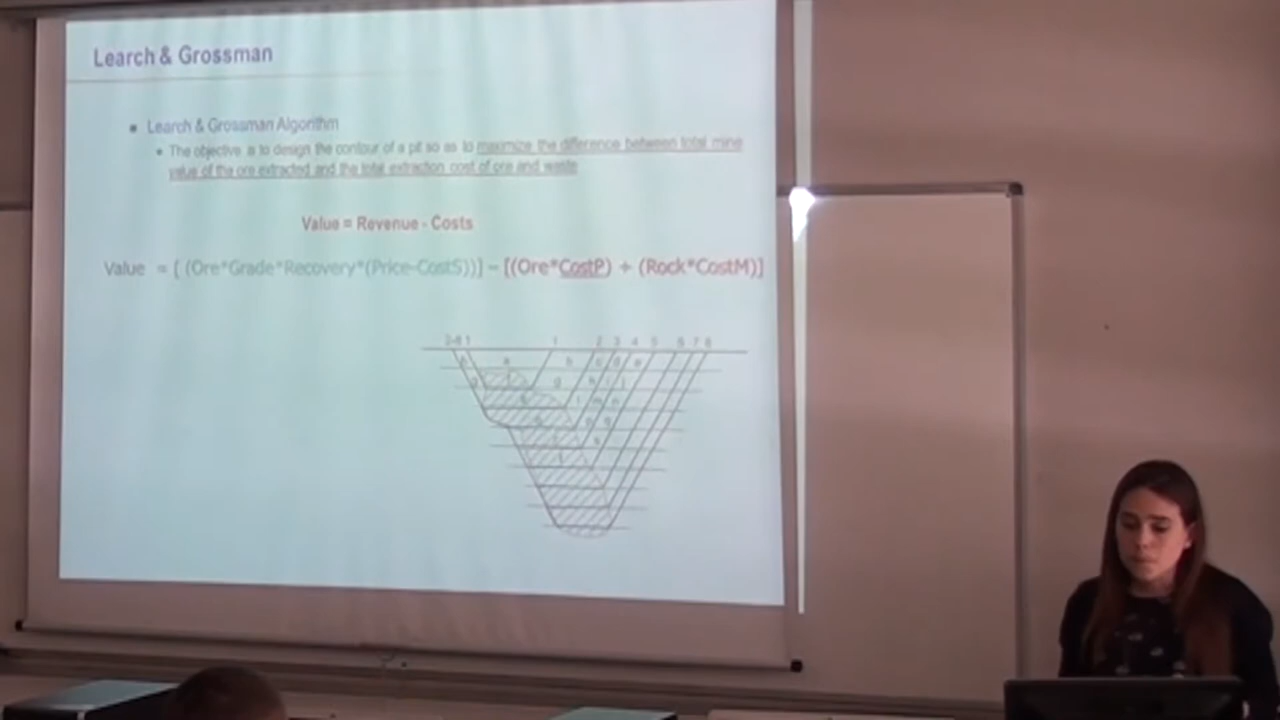 Learch & Grossman
Learch & Grossman Algorithm
The objective is to design the contour of a pit so as to maximize the difference between total mine
value of the ore extracted and the total extraction cost of ore and waste
Value = Revenue - Costs
Value = [ (Ore*Grade*Recovery*(Price-CostS))] - [(Ore*CostP) + (Rock*CostM)]
1 1 2 3 4 5 6 7 8